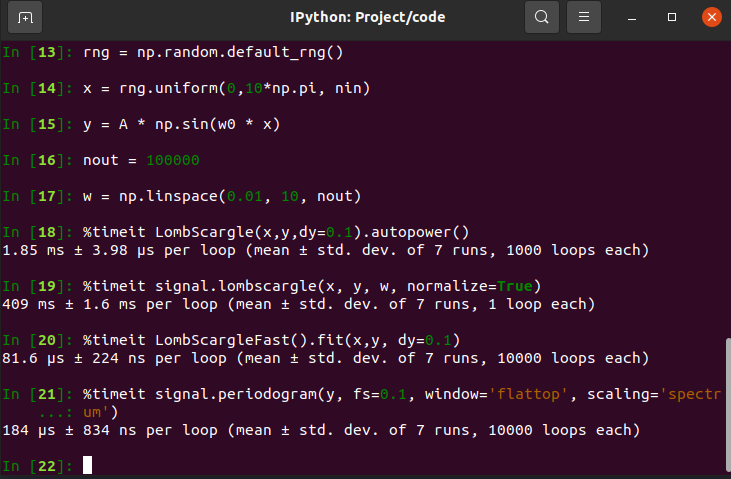 IPython: Project/code
In [13]: rng = np.random.default_rng()
In [14]: x = rng.uniform(0,10*np.pi, nin)
In [15]: y = A * np.sin(w0 * x)
In [16]: nout = 100000
In [17]: w = np.linspace(0.01, 10, nout)
In [18]: %timeit LombScargle(x,y,dy=0.1).autopower()
1.85 ms ± 3.98 µs per loop (mean ± std. dev. of 7 runs, 1000 loops each)
In [19]: %timeit signal.lombscargle(x, y, w, normalize=True)
409 ms ± 1.6 ms per loop (mean ± std. dev. of 7 runs, 1 loop each)
In [20]: %timeit LombScargleFast().fit(x,y, dy=0.1)
81.6 µs ± 224 ns per loop (mean ± std. dev. of 7 runs, 10000 loops each)
In [21]: %timeit signal.periodogram(y, fs=0.1, window='flattop', scaling='spectr
...: um')
184 µs ± 834 ns per loop (mean ± std. dev. of 7 runs, 10000 loops each)
In [22]: